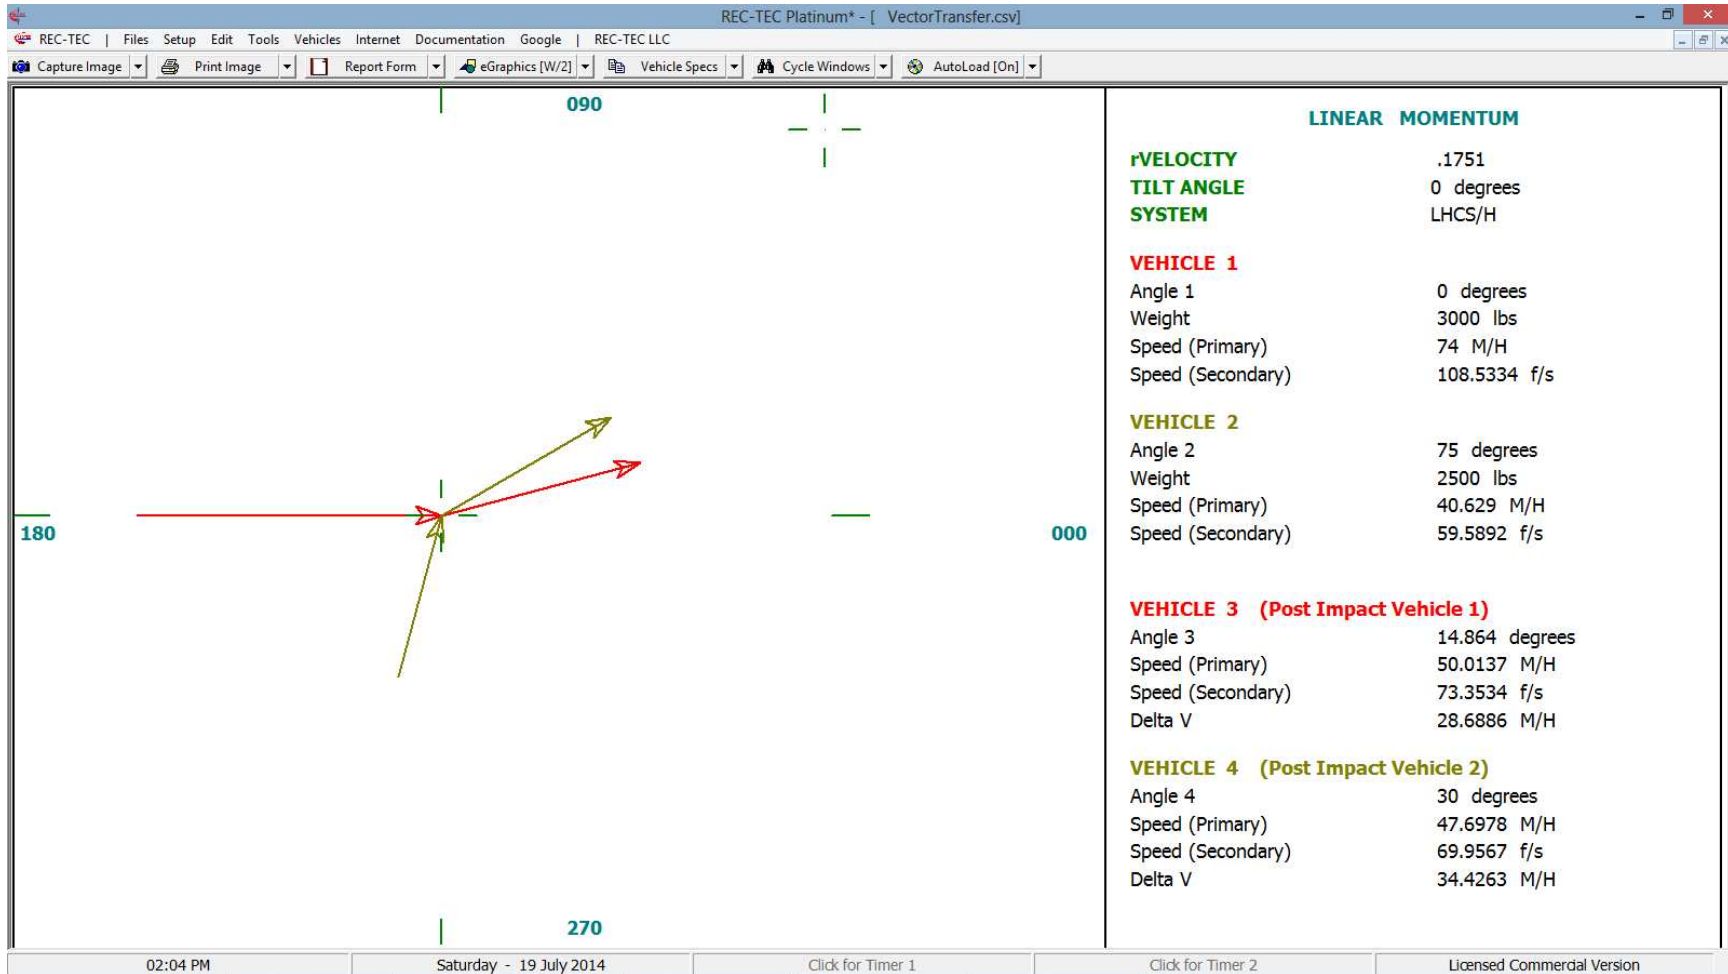 REC-TEC Platinum* - [ VectorTransfer.csv]
REC-TEC | Files Setup Edit Tools Vehicles Internet Documentation Google | REC-TEC LLC
Capture Image Print Image Report Form eGraphics [W/2] Vehicle Specs Cycle Windows AutoLoad [On]
090
180
000
270
LINEAR MOMENTUM
rVELOCITY .1751
TILT ANGLE 0 degrees
SYSTEM LHCS/H
VEHICLE 1
Angle 1 0 degrees
Weight 3000 lbs
Speed (Primary) 74 M/H
Speed (Secondary) 108.5334 f/s
VEHICLE 2
Angle 2 75 degrees
Weight 2500 lbs
Speed (Primary) 40.629 M/H
Speed (Secondary) 59.5892 f/s
VEHICLE 3 (Post Impact Vehicle 1)
Angle 3 14.864 degrees
Speed (Primary) 50.0137 M/H
Speed (Secondary) 73.3534 f/s
Delta V 28.6886 M/H
VEHICLE 4 (Post Impact Vehicle 2)
Angle 4 30 degrees
Speed (Primary) 47.6978 M/H
Speed (Secondary) 69.9567 f/s
Delta V 34.4263 M/H
02:04 PM Saturday - 19 July 2014 Click for Timer 1 Click for Timer 2 Licensed Commercial Version